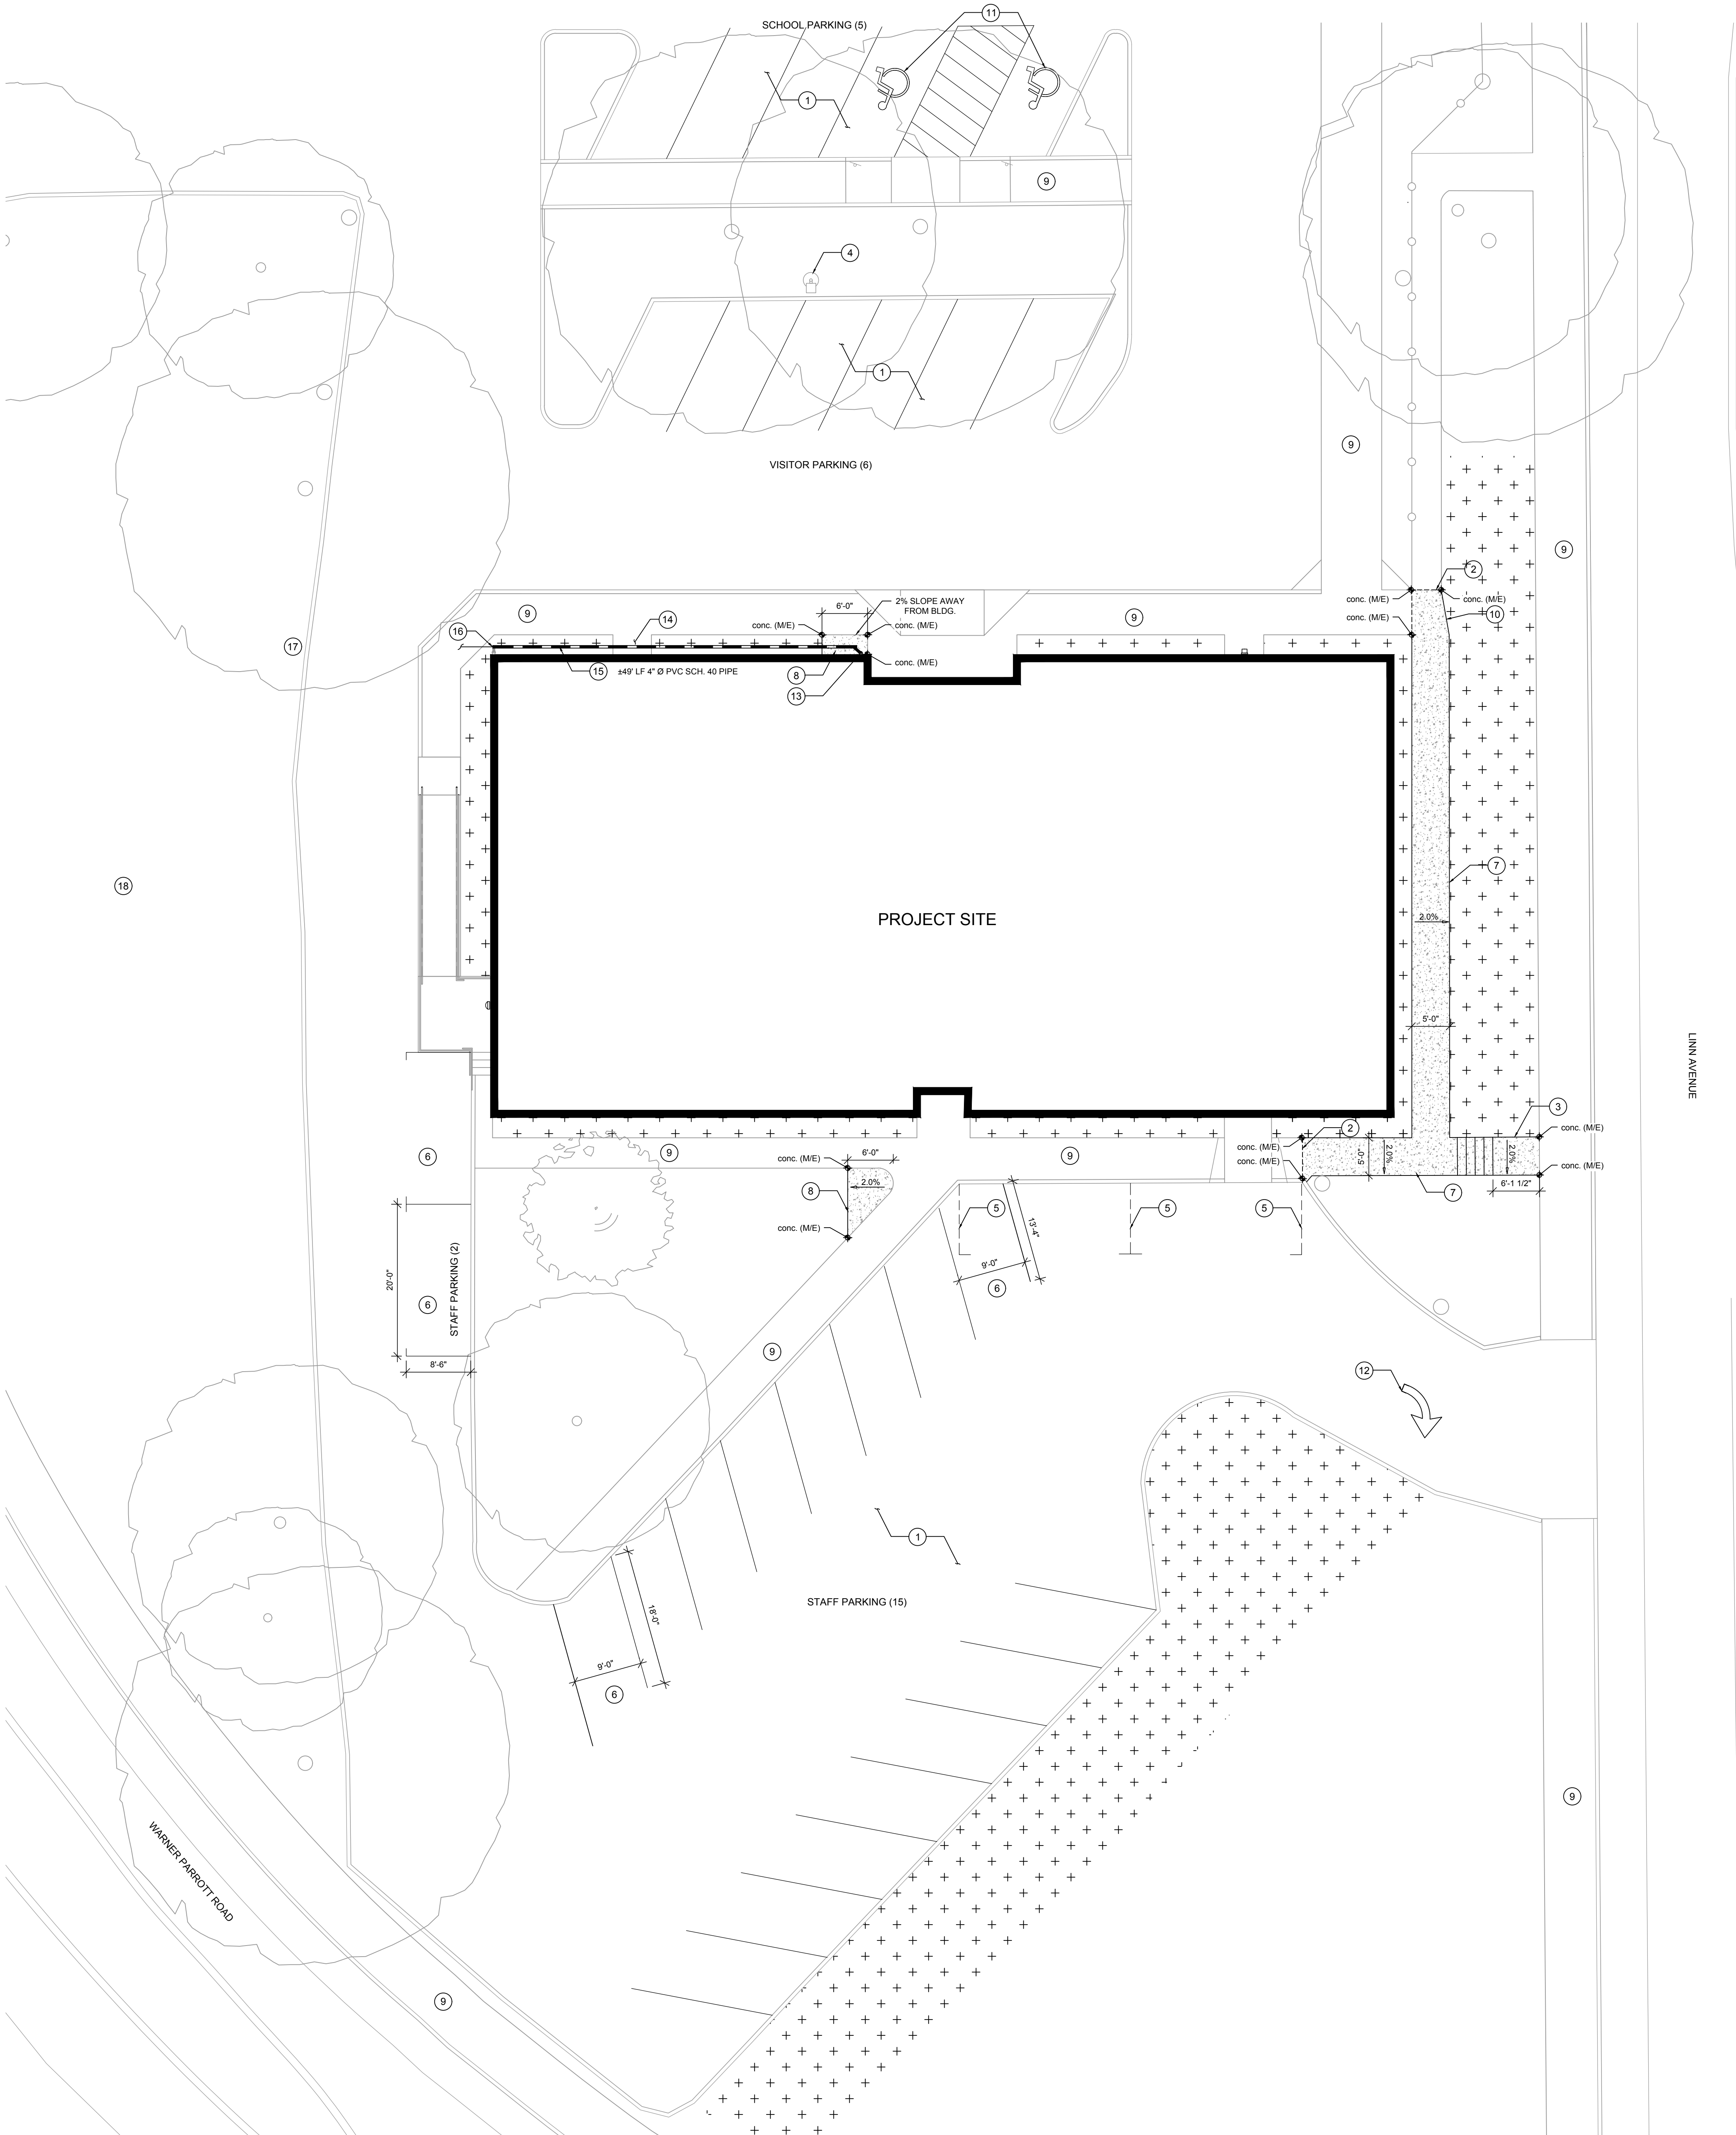 SCHOOL PARKING (5)
11
1
9
4
1
VISITOR PARKING (6)
9
9
2
conc. (M/E)
conc. (M/E)
10
conc. (M/E)
6'-0"
2% SLOPE AWAY
FROM BLDG.
9
14
conc. (M/E)
conc. (M/E)
9
16
17
conc. (M/E)
15
±49' LF 4" Ø PVC SCH. 40 PIPE
8
13
7
18
PROJECT SITE
2.0%
5'-0"
LINN AVENUE
3
conc. (M/E)
2
conc. (M/E)
conc. (M/E)
5'-0"
2.0%
2.0%
conc. (M/E)
6'-1 1/2"
7
6
9
6'-0"
conc. (M/E)
2.0%
8
conc. (M/E)
9
5
5
5
13'-4"
9'-0"
6
20'-0"
6
STAFF PARKING (2)
8'-6"
9
12
1
STAFF PARKING (15)
18'-0"
9'-0"
6
9
WARNER PARROTT ROAD
9